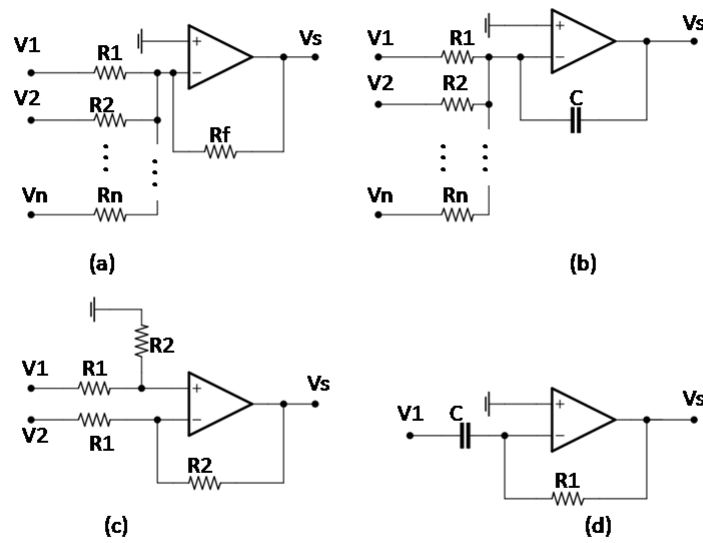 V1 R1 + Vs
V2 R2 −
Rf
Vn Rn
(a)
V1 R1 + Vs
V2 R2 −
C
Vn Rn
(b)
R2
V1 R1 + Vs
V2 R1 −
R2
(c)
V1 C + Vs
−
R1
(d)